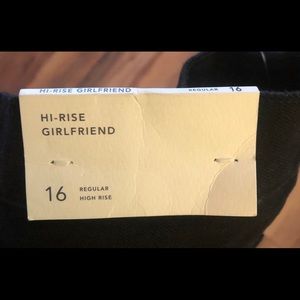 HI-RISE GIRLFRIEND REGULAR 16
HI-RISE
GIRLFRIEND
16 REGULAR
HIGH RISE